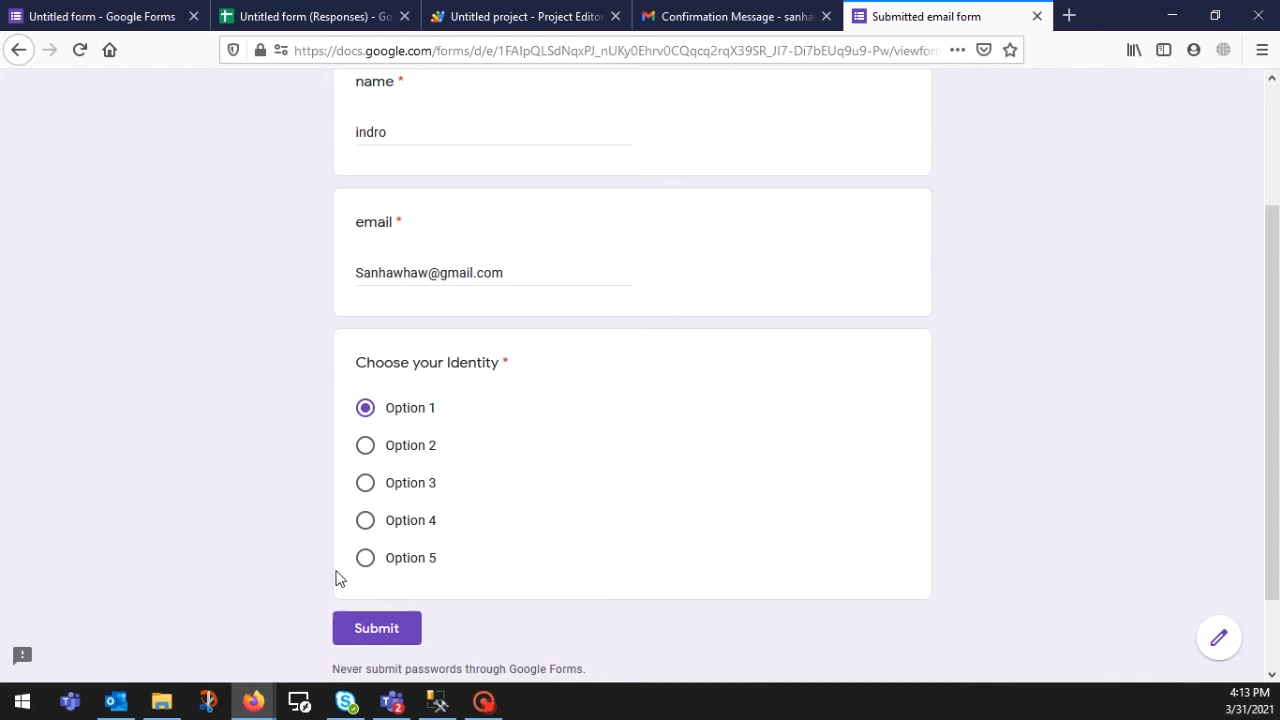 Untitled form - Google Forms
Untitled form (Responses) - Go
Untitled project - Project Editor
Confirmation Message - sanha
Submitted email form
https://docs.google.com/forms/d/e/1FAIpQLSdNqxPJ_nUKy0Ehrv0CQqcq2rqX39SR_JI7-Di7bEUq9u9-Pw/viewform
name *
indro
email *
Sanhawhaw@gmail.com
Choose your Identity *
Option 1
Option 2
Option 3
Option 4
Option 5
Submit
Never submit passwords through Google Forms.
2
4:13 PM
3/31/2021